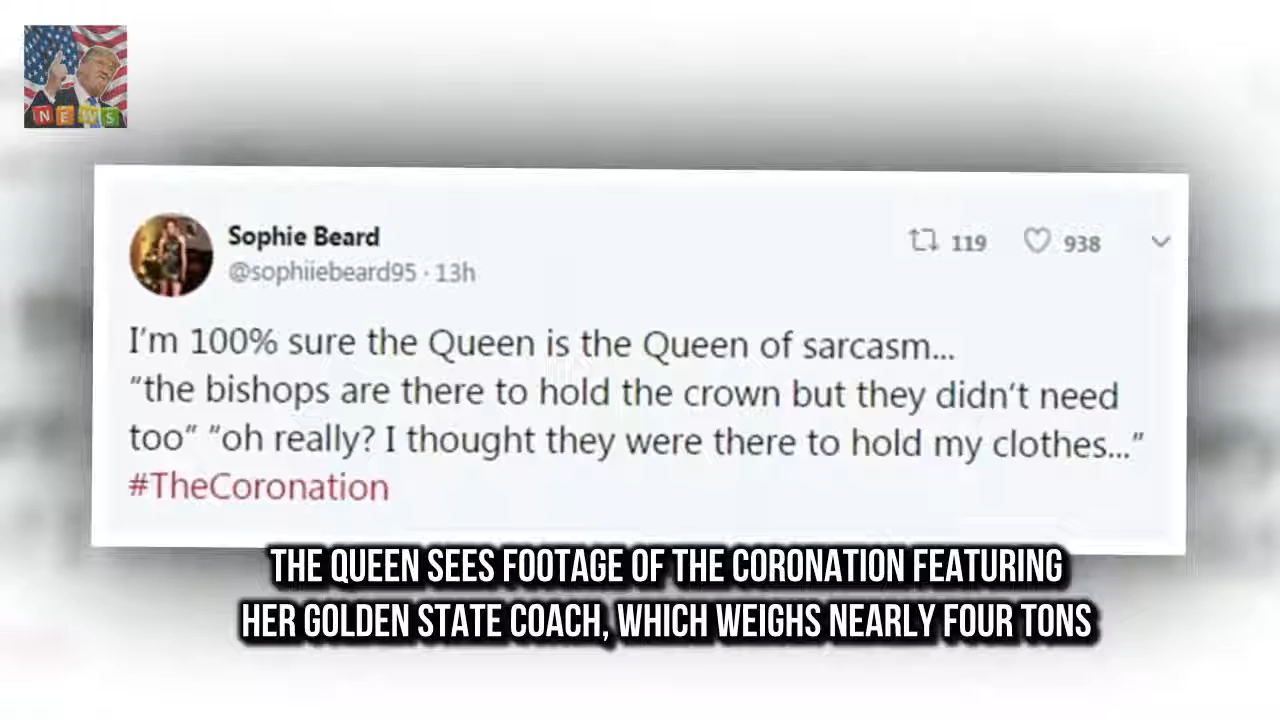 NEWS
Sophie Beard
119 938
@sophiiebeard95 · 13h
I'm 100% sure the Queen is the Queen of sarcasm...
"the bishops are there to hold the crown but they didn't need
too" "oh really? I thought they were there to hold my clothes..."
#TheCoronation
THE QUEEN SEES FOOTAGE OF THE CORONATION FEATURING
HER GOLDEN STATE COACH, WHICH WEIGHS NEARLY FOUR TONS